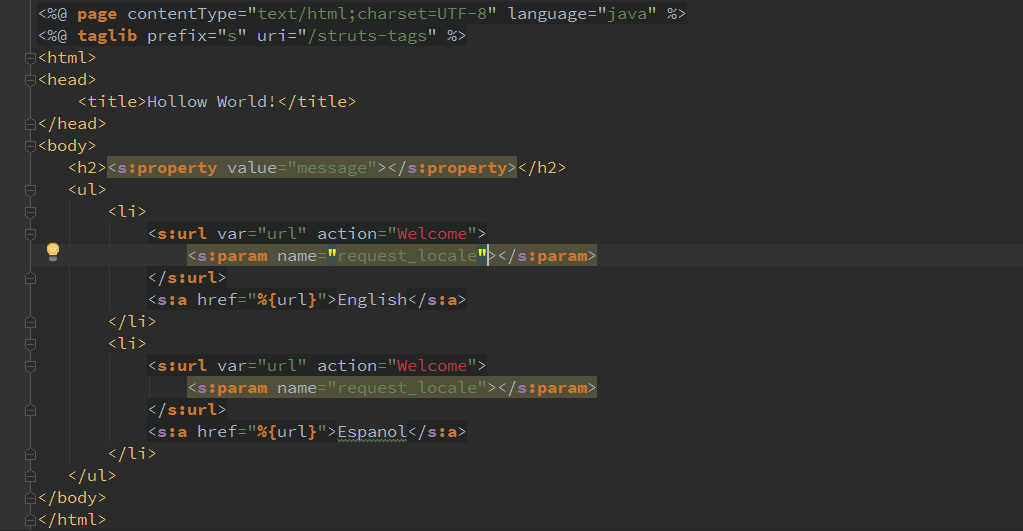 <%@ page contentType="text/html;charset=UTF-8" language="java" %>
<%@ taglib prefix="s" uri="/struts-tags" %>
<html>
<head>
    <title>Hollow World!</title>
</head>
<body>
   <h2><s:property value="message"></s:property></h2>
   <ul>
       <li>
           <s:url var="url" action="Welcome">
               <s:param name="request_locale"></s:param>
           </s:url>
           <s:a href="%{url}">English</s:a>
       </li>
       <li>
           <s:url var="url" action="Welcome">
               <s:param name="request_locale"></s:param>
           </s:url>
           <s:a href="%{url}">Espanol</s:a>
       </li>
   </ul>
</body>
</html>